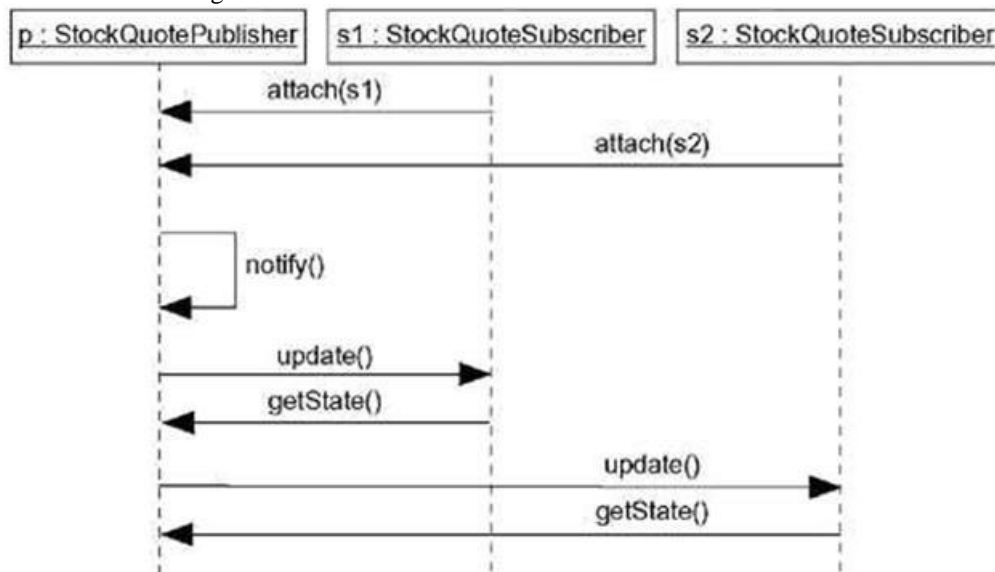 p : StockQuotePublisher
s1 : StockQuoteSubscriber
s2 : StockQuoteSubscriber
attach(s1)
attach(s2)
notify()
update()
getState()
update()
getState()